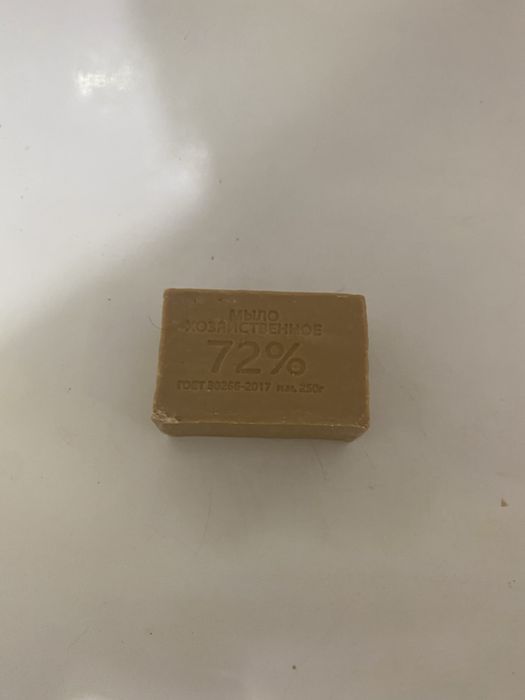 МЫЛО
ХОЗЯЙСТВЕННОЕ
72%
ГОСТ 30266-2017 н.м. 250г